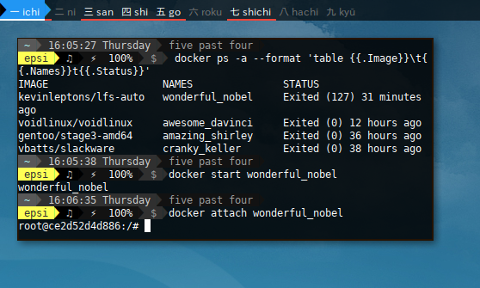 一 ichi 二 ni 三 san 四 shi 五 go 六 roku 七 shichi 八 hachi 九 kyū
~ 16:05:27 Thursday five past four
epsi ♫ ⚡ 100% $ docker ps -a --format 'table {{.Image}}\t{
{.Names}}t{{.Status}}'
IMAGE NAMES STATUS
kevinleptons/lfs-auto wonderful_nobel Exited (127) 31 minutes
ago
voidlinux/voidlinux awesome_davinci Exited (0) 12 hours ago
gentoo/stage3-amd64 amazing_shirley Exited (0) 36 hours ago
vbatts/slackware cranky_keller Exited (0) 38 hours ago
~ 16:05:38 Thursday five past four
epsi ♫ ⚡ 100% $ docker start wonderful_nobel
wonderful_nobel
~ 16:06:35 Thursday five past four
epsi ♫ ⚡ 100% $ docker attach wonderful_nobel
root@ce2d52d4d886:/#